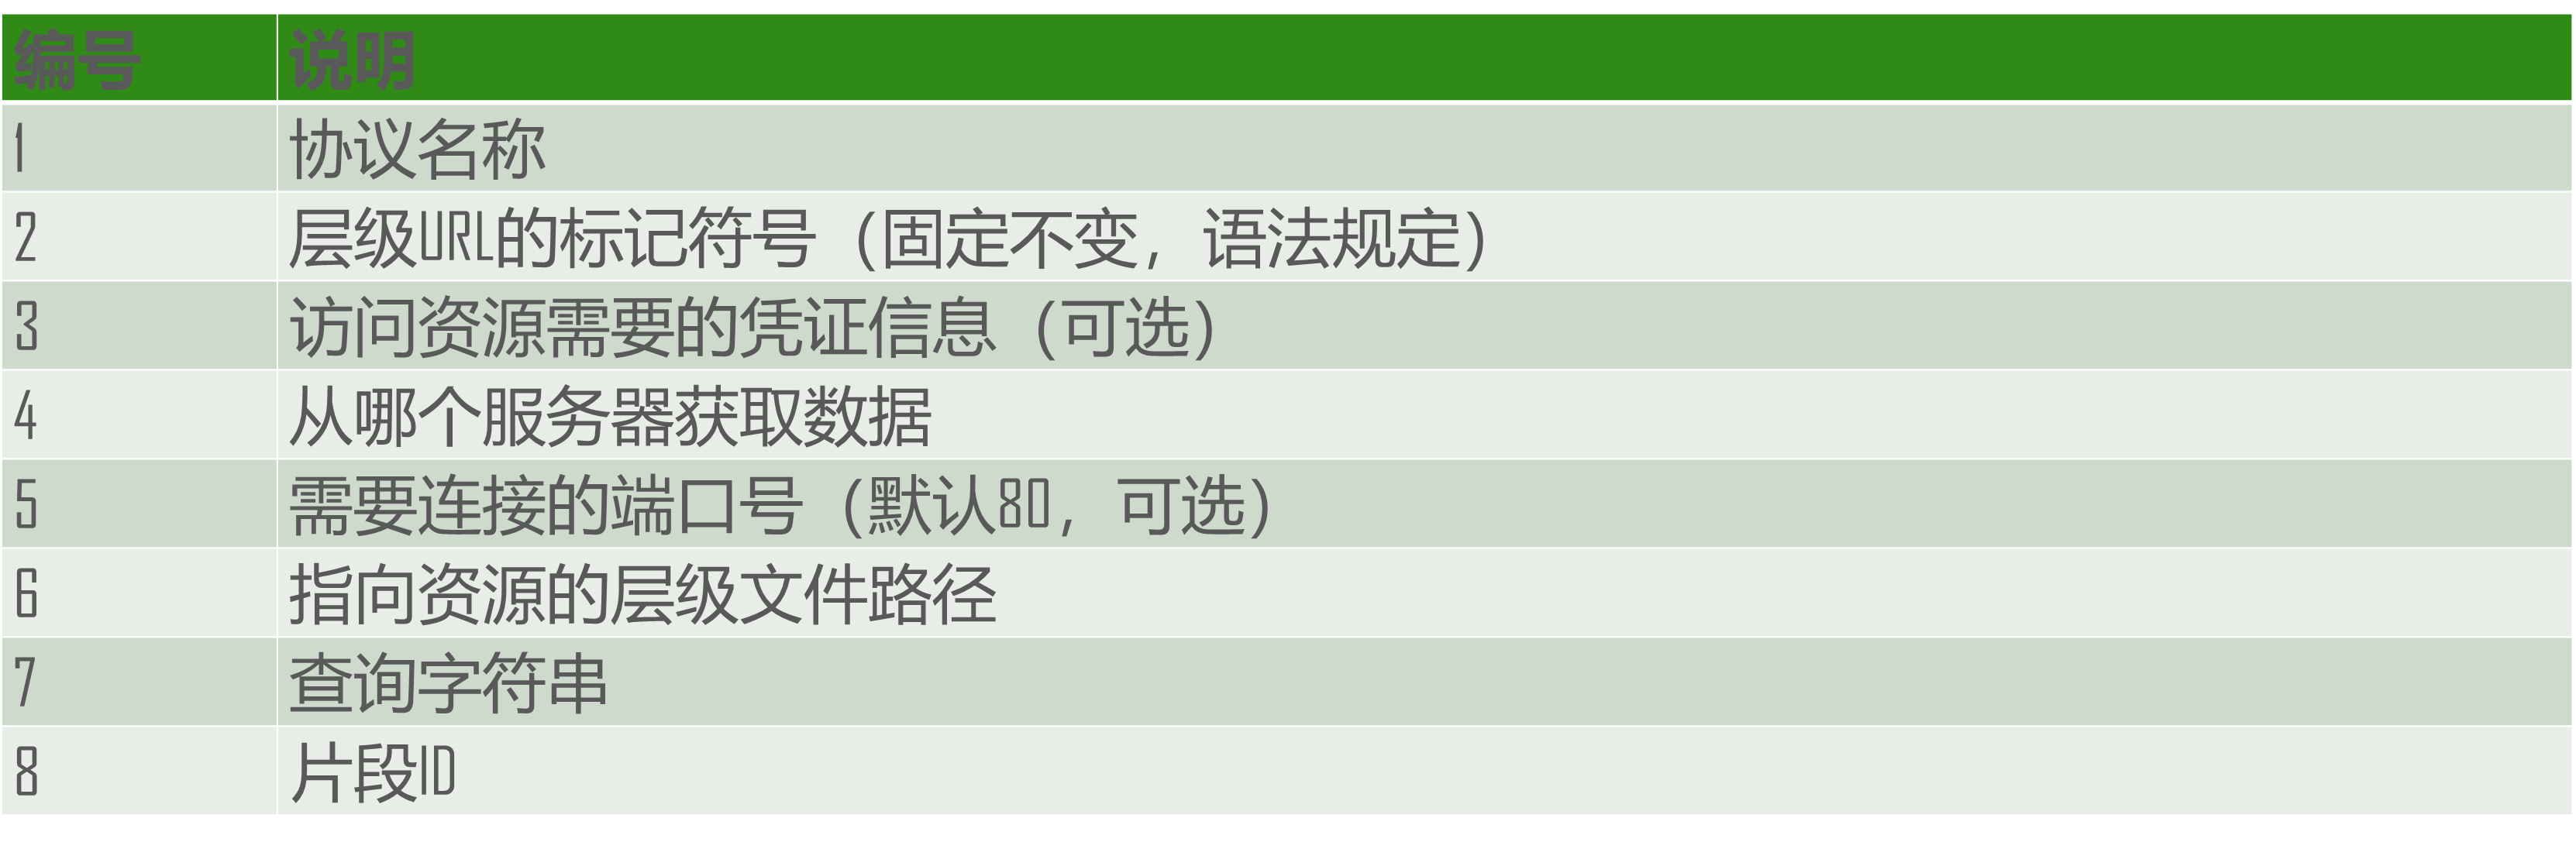 编号 说明
1 协议名称
2 层级URL的标记符号（固定不变，语法规定）
3 访问资源需要的凭证信息（可选）
4 从哪个服务器获取数据
5 需要连接的端口号（默认80，可选）
6 指向资源的层级文件路径
7 查询字符串
8 片段ID